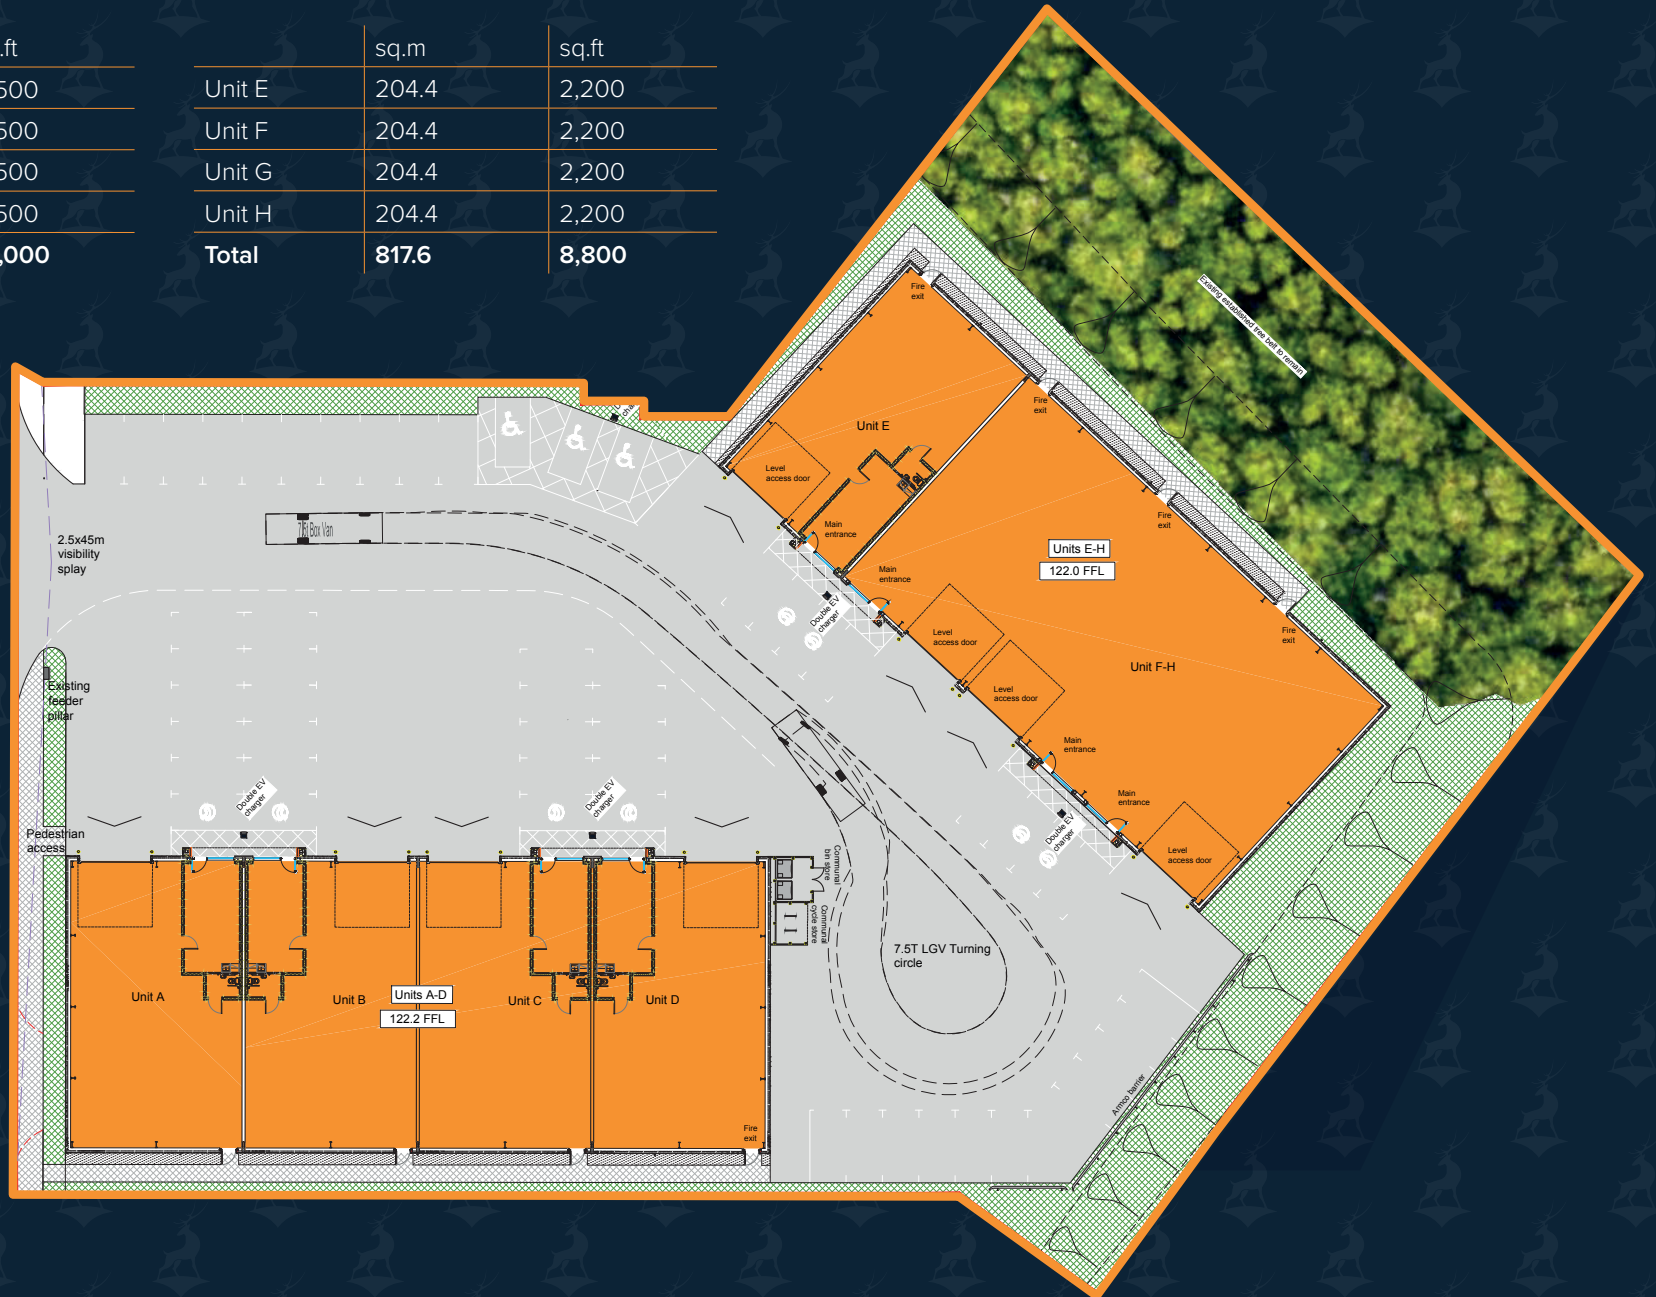 .ft
500
500
500
500
,000
sq.m sq.ft
Unit E 204.4 2,200
Unit F 204.4 2,200
Unit G 204.4 2,200
Unit H 204.4 2,200
Total 817.6 8,800
Existing established tree belt to remain
Fire
exit
Fire
exit
Fire
exit
Fire
exit
Unit E
Level
access door
Main
entrance
Main
entrance
Units E-H
122.0 FFL
Double EV
charger
Level
access door
Unit F-H
Level
access door
Main
entrance
Main
entrance
Double EV
charger
Level
access door
7.5t Box Van
2.5x45m
visibility
splay
Existing
feeder
pillar
Double EV
charger
Double EV
charger
Pedestrian
access
Communal
bin store
Communal
cycle store
7.5T LGV Turning
circle
Unit A
Unit B
Units A-D
122.2 FFL
Unit C
Unit D
Fire
exit
Armco barrier